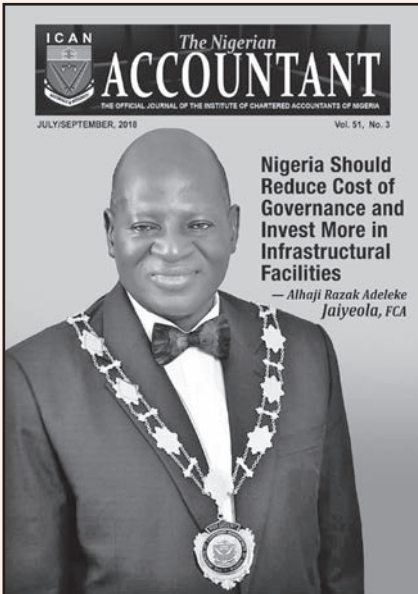 ICAN
The Nigerian
ACCOUNTANT
THE OFFICIAL JOURNAL OF THE INSTITUTE OF CHARTERED ACCOUNTANTS OF NIGERIA
JULY/SEPTEMBER, 2018
Vol. 51, No. 3
Nigeria Should
Reduce Cost of
Governance and
Invest More in
Infrastructural
Facilities
— Alhaji Razak Adeleke
Jaiyeola, FCA